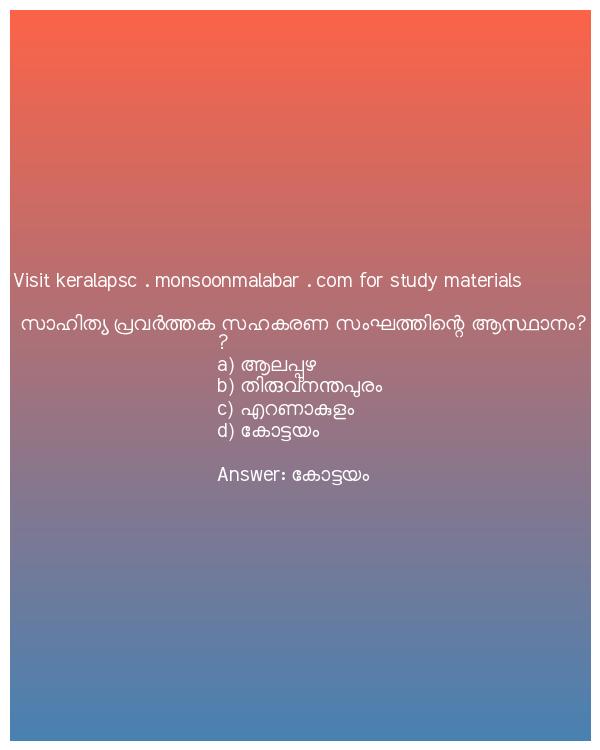 Visit keralapsc . monsoonmalabar . com for study materials
സാഹിത്യ പ്രവർത്തക സഹകരണ സംഘത്തിന്റെ ആസ്ഥാനം?
?
a) ആലപ്പുഴ
b) തിരുവനന്തപുരം
c) എറണാകുളം
d) കോട്ടയം
Answer: കോട്ടയം